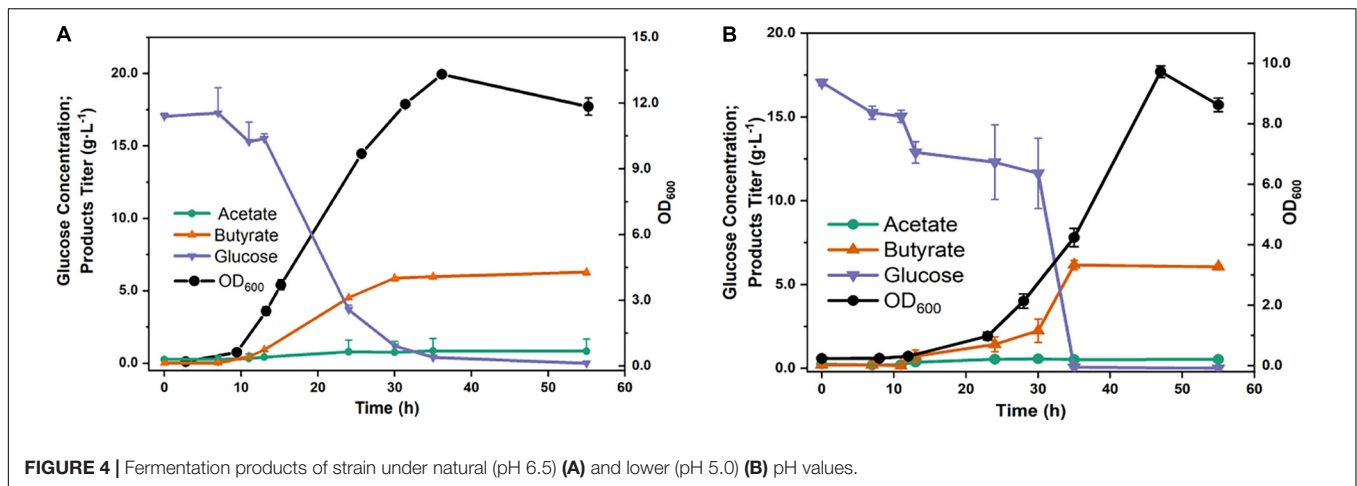 A
B
Glucose Concentration;
Products Titer (g·L⁻¹)
20.0
15.0
10.0
5.0
0.0
Acetate
Butyrate
Glucose
OD₆₀₀
15.0
12.0
9.0
6.0
3.0
0.0
OD₆₀₀
0 10 20 30 40 50 60
Time (h)
Glucose Concentration;
Products Titer (g·L⁻¹)
20.0
15.0
10.0
5.0
0.0
Acetate
Butyrate
Glucose
OD₆₀₀
10.0
8.0
6.0
4.0
2.0
0.0
OD₆₀₀
0 10 20 30 40 50 60
Time (h)
FIGURE 4 | Fermentation products of strain under natural (pH 6.5) (A) and lower (pH 5.0) (B) pH values.